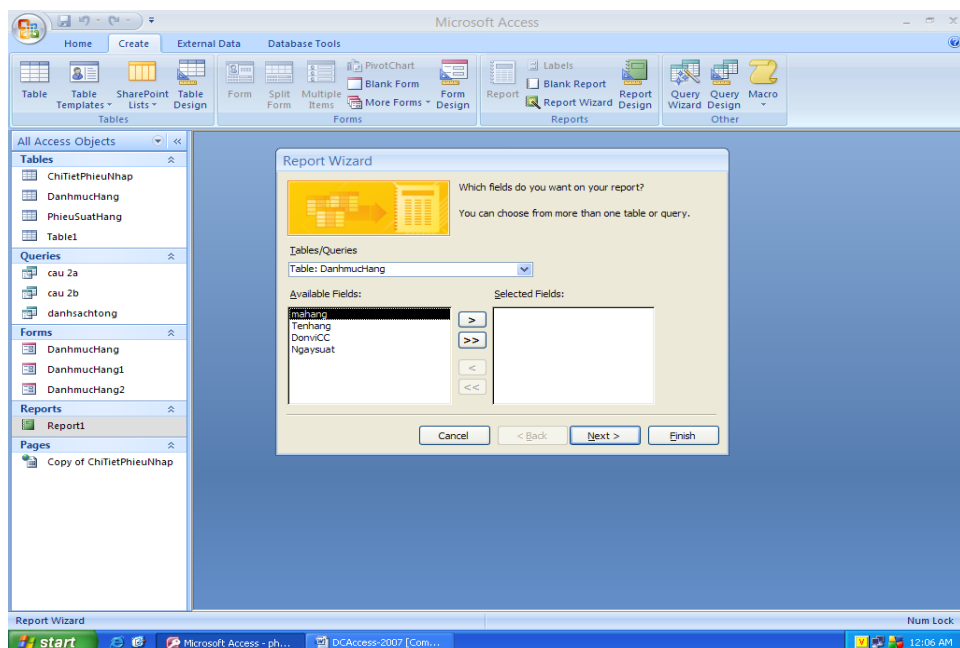 Microsoft Access
Home Create External Data Database Tools
Table
Table Templates
SharePoint Lists
Table Design
Tables
Form
Split Form
Multiple Items
PivotChart
Blank Form
More Forms
Form Design
Forms
Report
Labels
Blank Report
Report Wizard
Report Design
Reports
Query Wizard
Query Design
Macro
Other
All Access Objects
Tables
ChiTietPhieuNhap
DanhmucHang
PhieuSuatHang
Table1
Queries
cau 2a
cau 2b
danhsachtong
Forms
DanhmucHang
DanhmucHang1
DanhmucHang2
Reports
Report1
Pages
Copy of ChiTietPhieuNhap
Report Wizard
Which fields do you want on your report?
You can choose from more than one table or query.
Tables/Queries
Table: DanhmucHang
Available Fields:
Selected Fields:
mahang
Tenhang
DonviCC
Ngaysuat
>
>>
<
<<
Cancel < Back Next > Finish
Report Wizard
Num Lock
start
Microsoft Access - ph...
DCAccess-2007 [Com...
V
12:06 AM